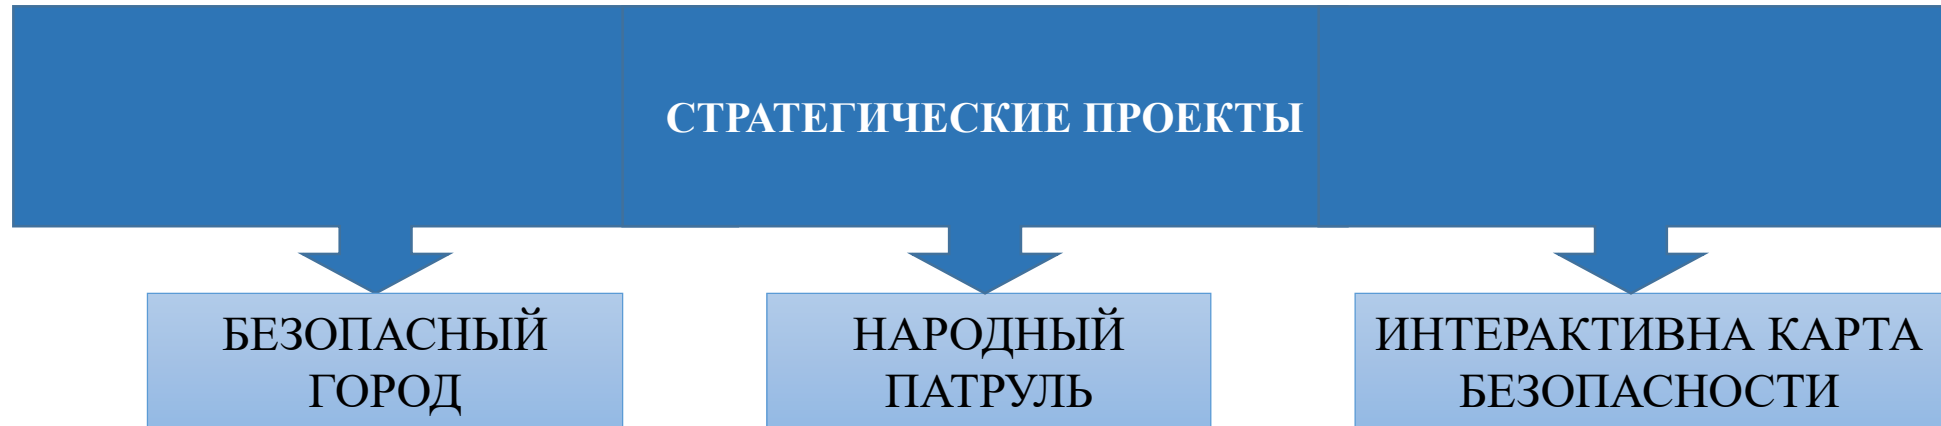 СТРАТЕГИЧЕСКИЕ ПРОЕКТЫ
БЕЗОПАСНЫЙ
ГОРОД
НАРОДНЫЙ
ПАТРУЛЬ
ИНТЕРАКТИВНА КАРТА
БЕЗОПАСНОСТИ